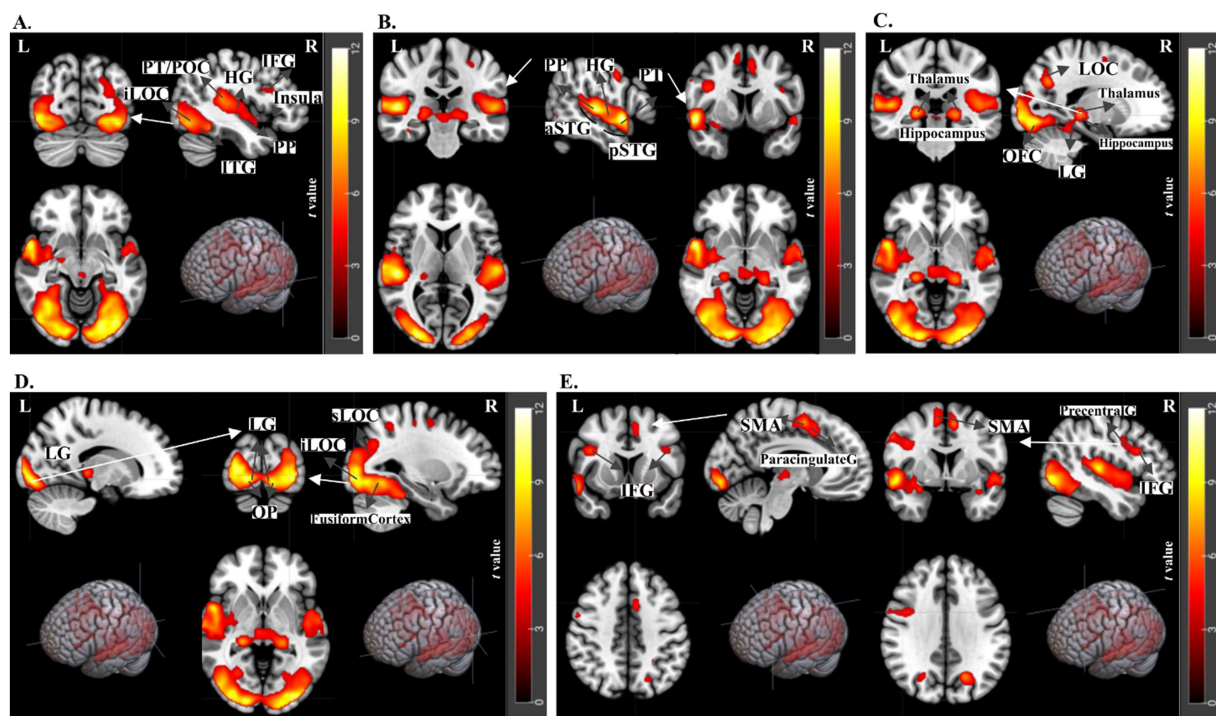 A.
L
R
PT/POC
HG
IFG
iLOC
Insula
PP
ITG
12
9
6
3
0
t value
B.
L
R
PP
HG
PT
aSTG
pSTG
12
9
6
3
0
t value
C.
L
R
Thalamus
LOC
Thalamus
Hippocampus
Hippocampus
OFC
LG
12
9
6
3
0
t value
D.
L
R
LG
sLOC
LG
iLOC
OP
FusiformCortex
12
9
6
3
0
t value
E.
L
R
Precentral G
SMA
SMA
ParacingulateG
IFG
IFG
12
9
6
3
0
t value